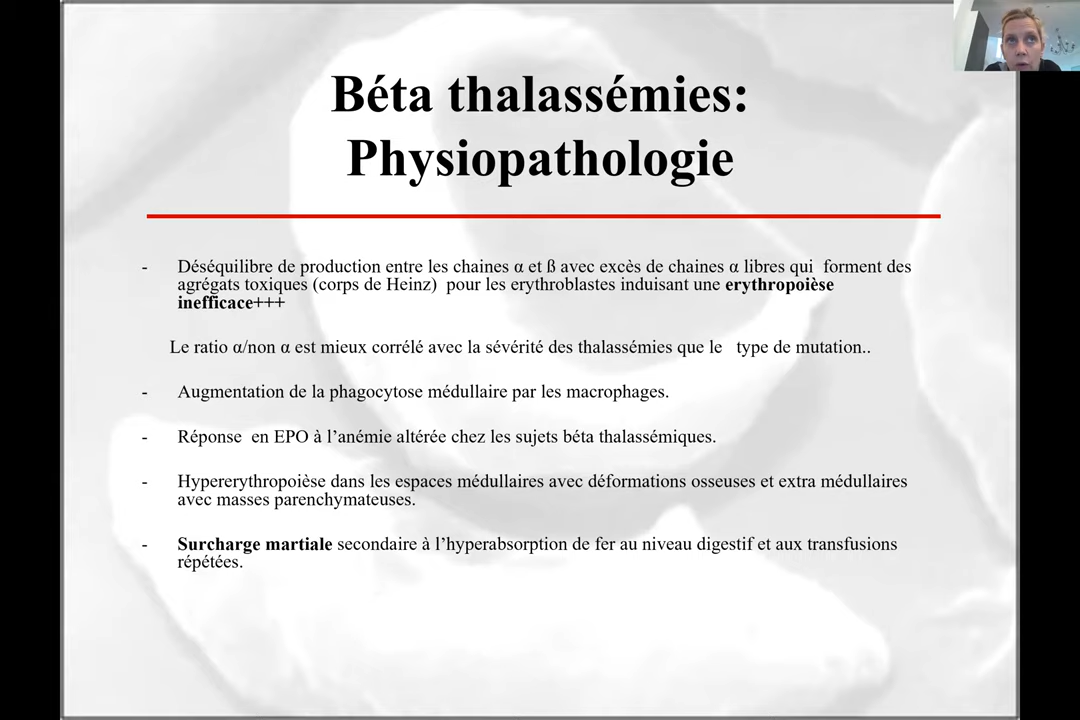 Béta thalassémies:
Physiopathologie
- Déséquilibre de production entre les chaines α et ß avec excès de chaines α libres qui forment des
agrégats toxiques (corps de Heinz) pour les erythroblastes induisant une erythropoièse
inefficace+++
Le ratio α/non α est mieux corrélé avec la sévérité des thalassémies que le type de mutation..
- Augmentation de la phagocytose médullaire par les macrophages.
- Réponse en EPO à l’anémie altérée chez les sujets béta thalassémiques.
- Hypererythropoièse dans les espaces médullaires avec déformations osseuses et extra médullaires
avec masses parenchymateuses.
- Surcharge martiale secondaire à l’hyperabsorption de fer au niveau digestif et aux transfusions
répétées.